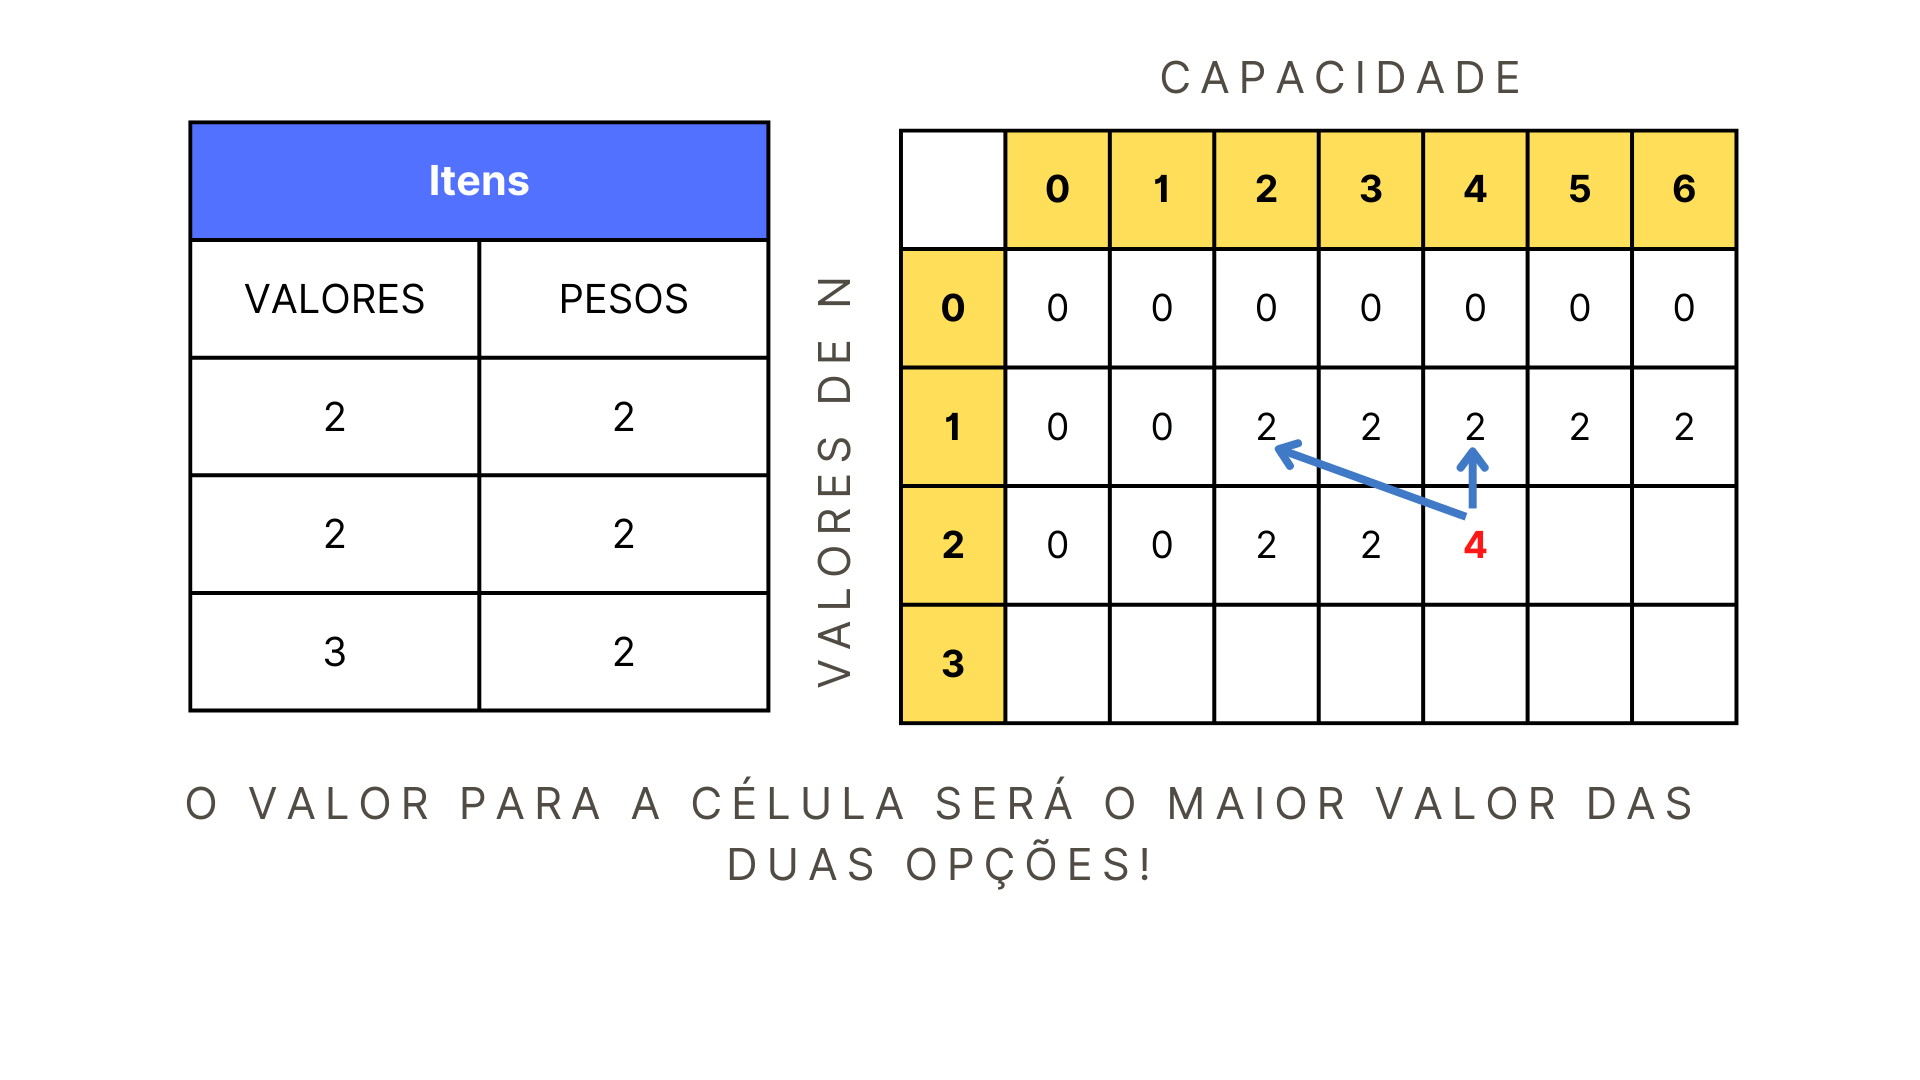 CAPACIDADE
Itens
VALORES PESOS
2 2
2 2
3 2
VALORES DE N
0 1 2 3 4 5 6
0 0 0 0 0 0 0 0
1 0 0 2 2 2 2 2
2 0 0 2 2 4
3
O VALOR PARA A CÉLULA SERÁ O MAIOR VALOR DAS
DUAS OPÇÕES!